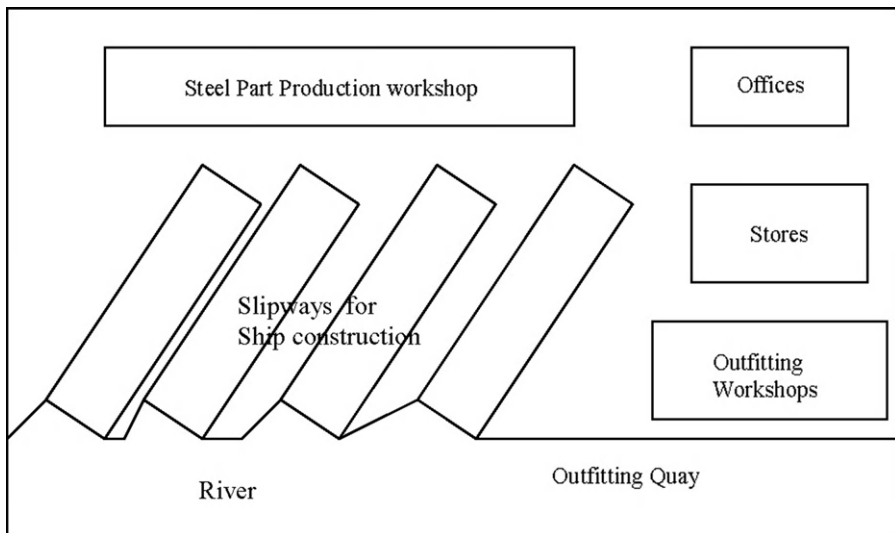 Steel Part Production workshop
Offices
Stores
Slipways for
Ship construction
Outfitting
Workshops
River
Outfitting Quay